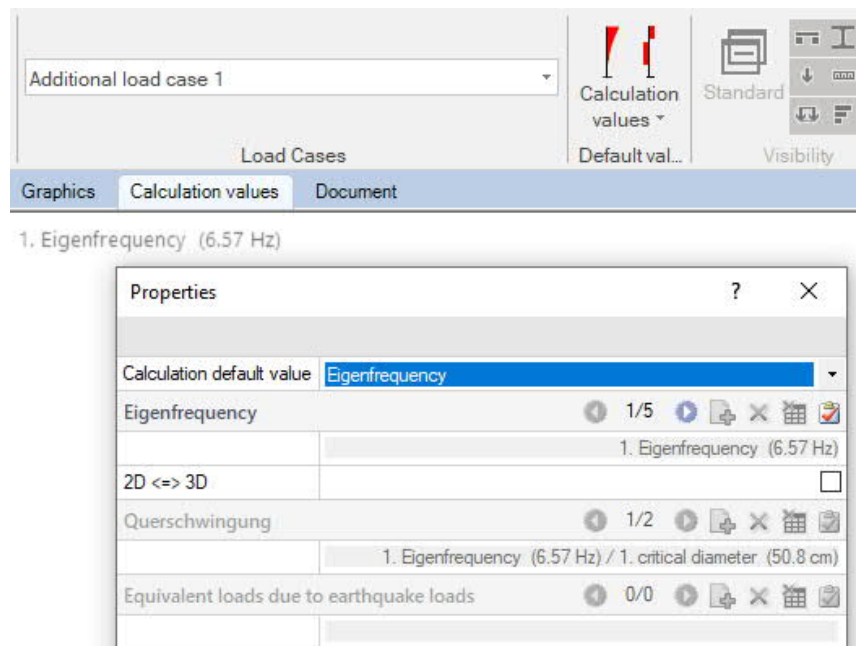 Additional load case 1
Calculation
values
Standard
Load Cases
Default val...
Visibility
Graphics
Calculation values
Document
1. Eigenfrequency (6.57 Hz)
Properties
?
Calculation default value
Eigenfrequency
Eigenfrequency
1/5
1. Eigenfrequency (6.57 Hz)
2D <=> 3D
Querschwingung
1/2
1. Eigenfrequency (6.57 Hz) / 1. critical diameter (50.8 cm)
Equivalent loads due to earthquake loads
0/0